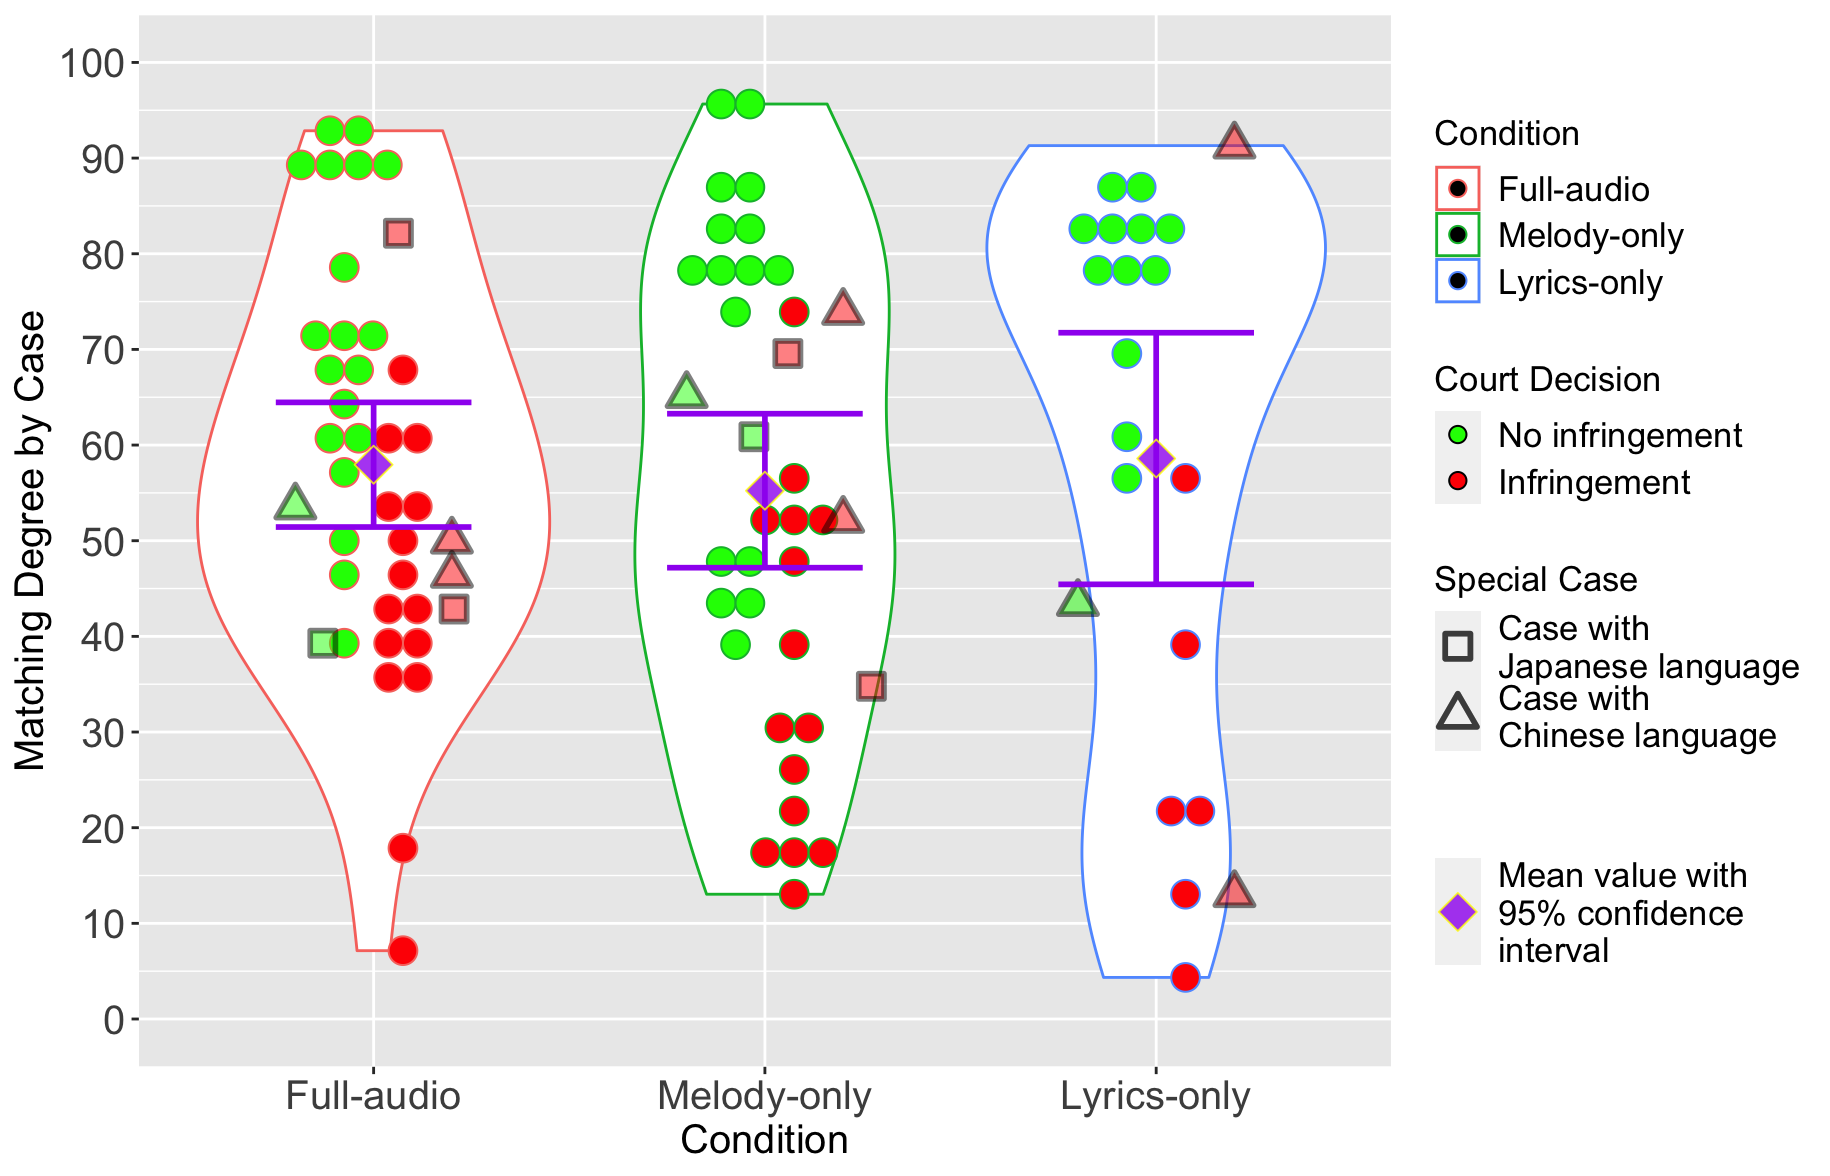 Matching Degree by Case
100
90
80
70
60
50
40
30
20
10
0
Full-audio
Melody-only
Lyrics-only
Condition
Condition
Full-audio
Melody-only
Lyrics-only
Court Decision
No infringement
Infringement
Special Case
Case with
Japanese language
Case with
Chinese language
Mean value with
95% confidence
interval